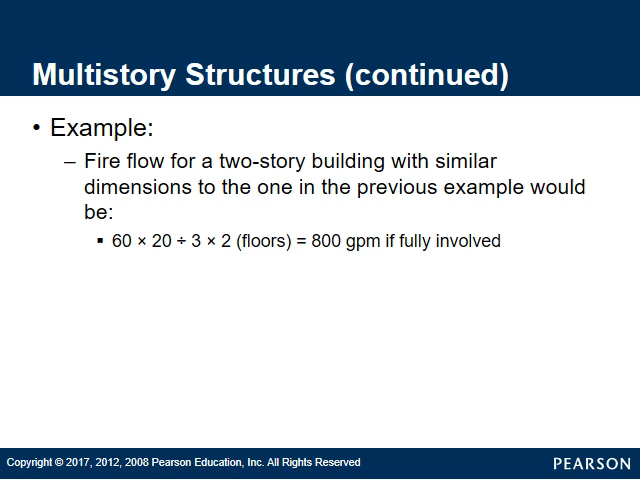 Multistory Structures (continued)
• Example:
– Fire flow for a two-story building with similar
dimensions to the one in the previous example would
be:
▪ 60 × 20 ÷ 3 × 2 (floors) = 800 gpm if fully involved
Copyright © 2017, 2012, 2008 Pearson Education, Inc. All Rights Reserved
PEARSON